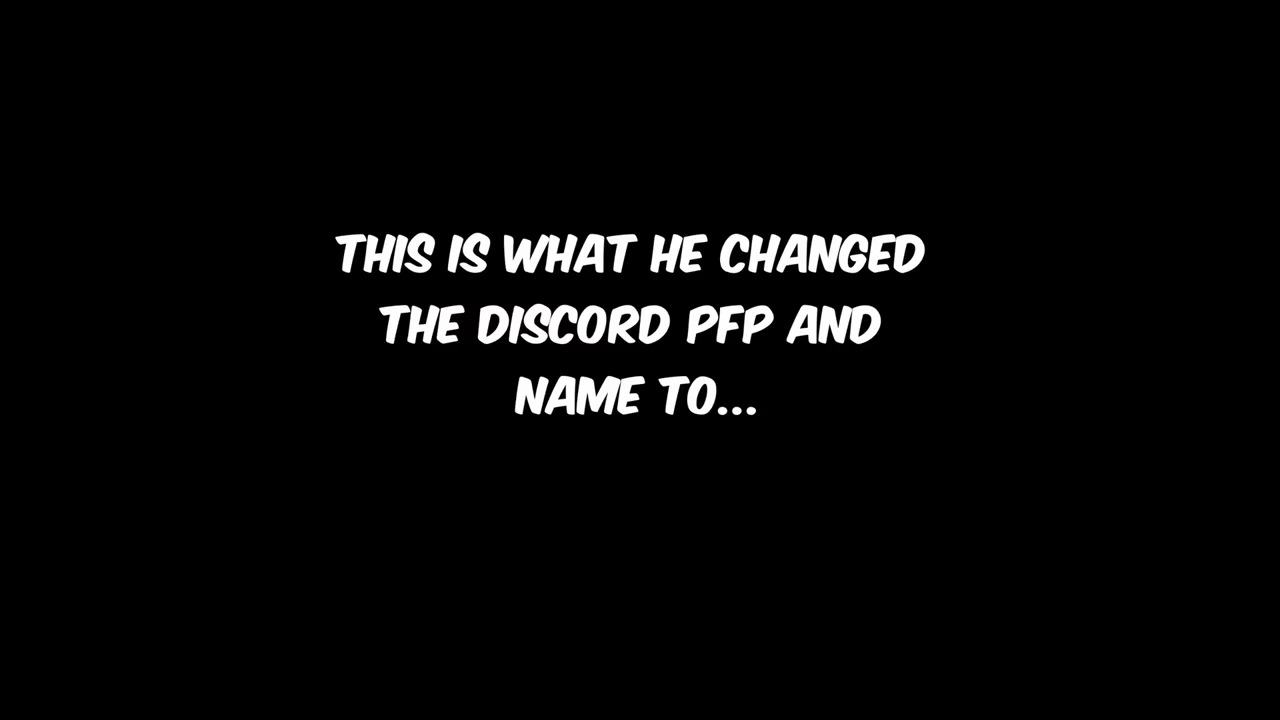 THIS IS WHAT HE CHANGED
THE DISCORD PFP AND
NAME TO...